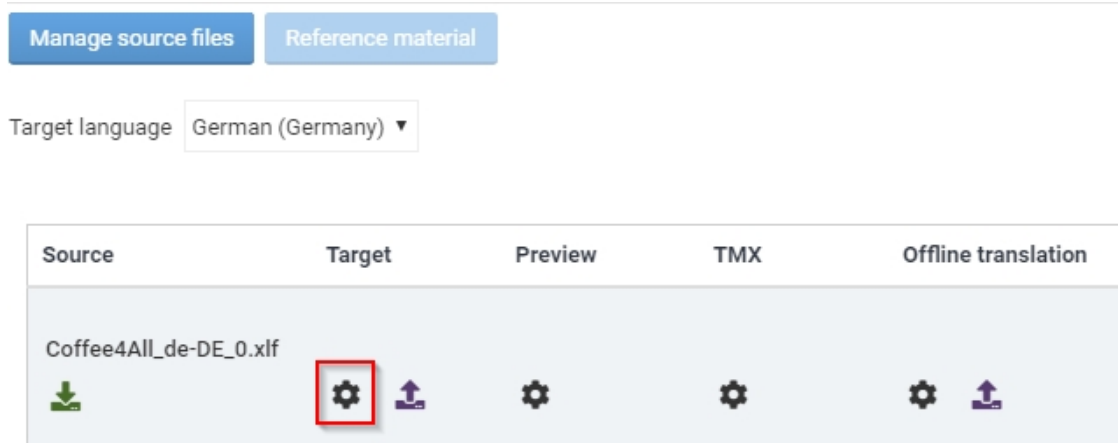 Manage source files Reference material
Target language German (Germany)
Source Target Preview TMX Offline translation
Coffee4All_de-DE_0.xlf